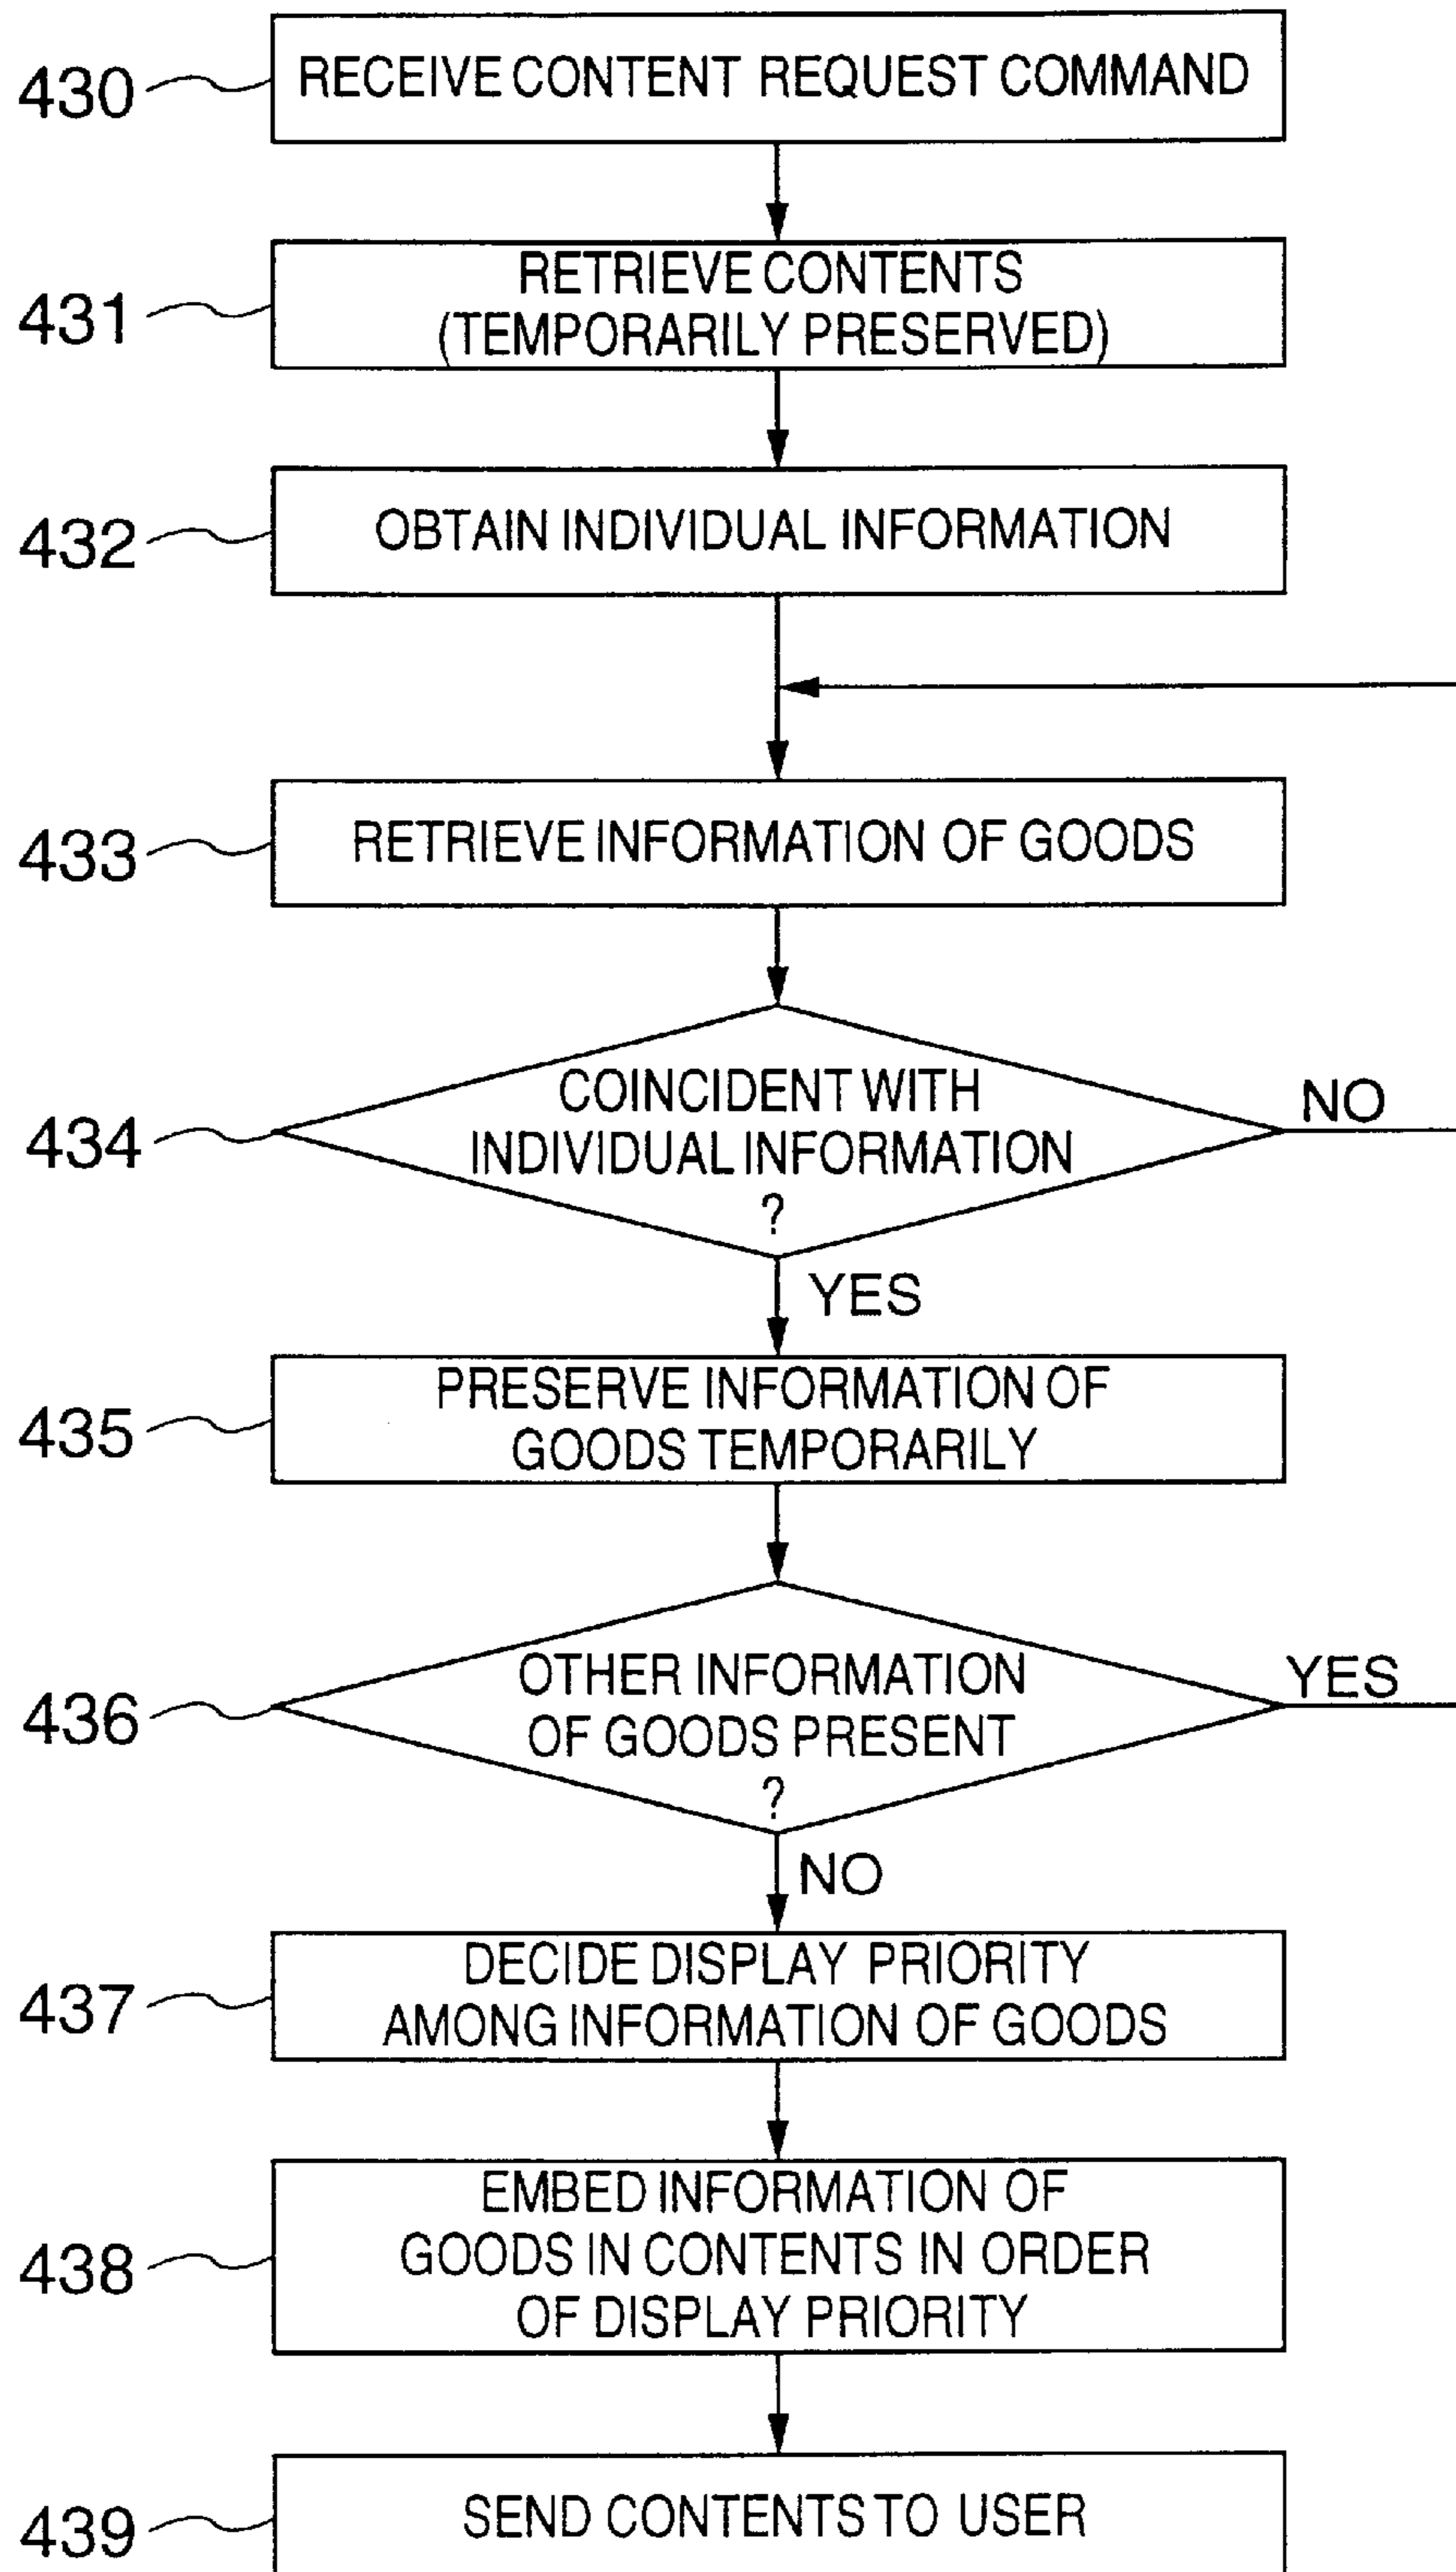 430
RECEIVE CONTENT REQUEST COMMAND
431
RETRIEVE CONTENTS
(TEMPORARILY PRESERVED)
432
OBTAIN INDIVIDUAL INFORMATION
433
RETRIEVE INFORMATION OF GOODS
434
COINCIDENT WITH
INDIVIDUAL INFORMATION
?
NO
YES
435
PRESERVE INFORMATION OF
GOODS TEMPORARILY
436
OTHER INFORMATION
OF GOODS PRESENT
?
YES
NO
437
DECIDE DISPLAY PRIORITY
AMONG INFORMATION OF GOODS
438
EMBED INFORMATION OF
GOODS IN CONTENTS IN ORDER
OF DISPLAY PRIORITY
439
SEND CONTENTS TO USER